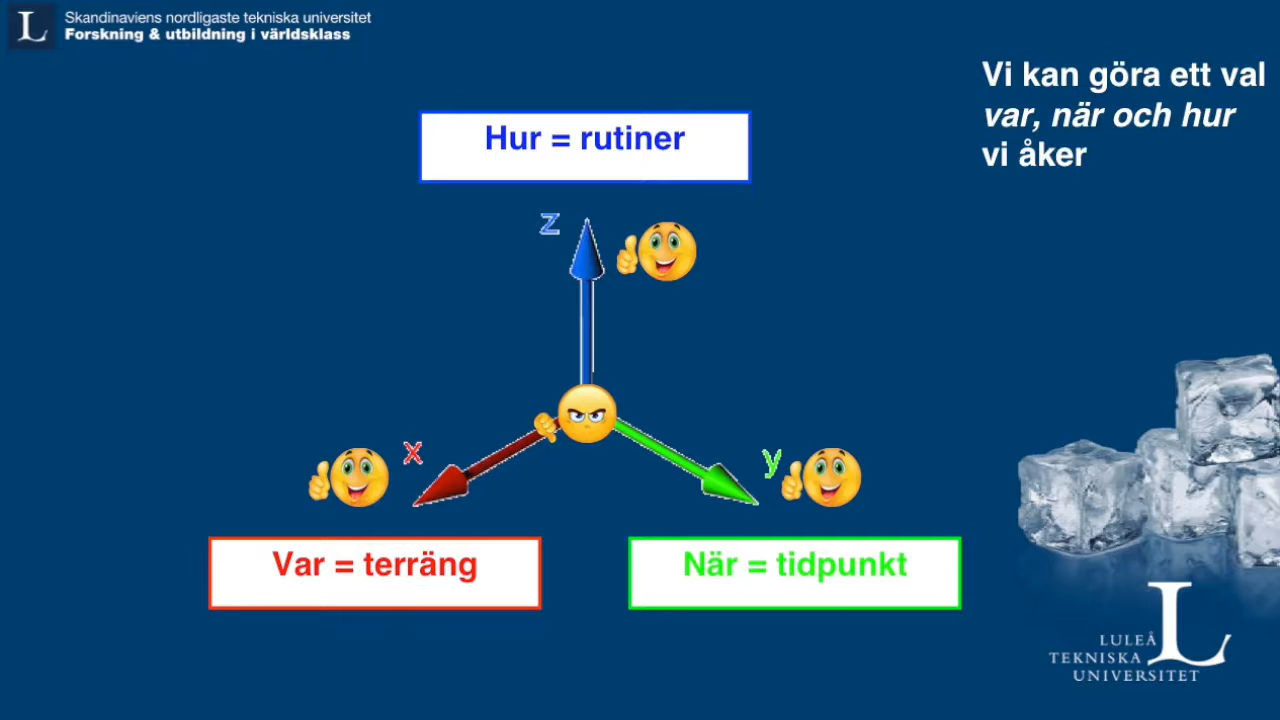 Skandinaviens nordligaste tekniska universitet
Forskning & utbildning i världsklass
Vi kan göra ett val
var, när och hur
vi åker
Hur = rutiner
z
x
y
Var = terräng
När = tidpunkt
L
LULEÅ
TEKNISKA
UNIVERSITET